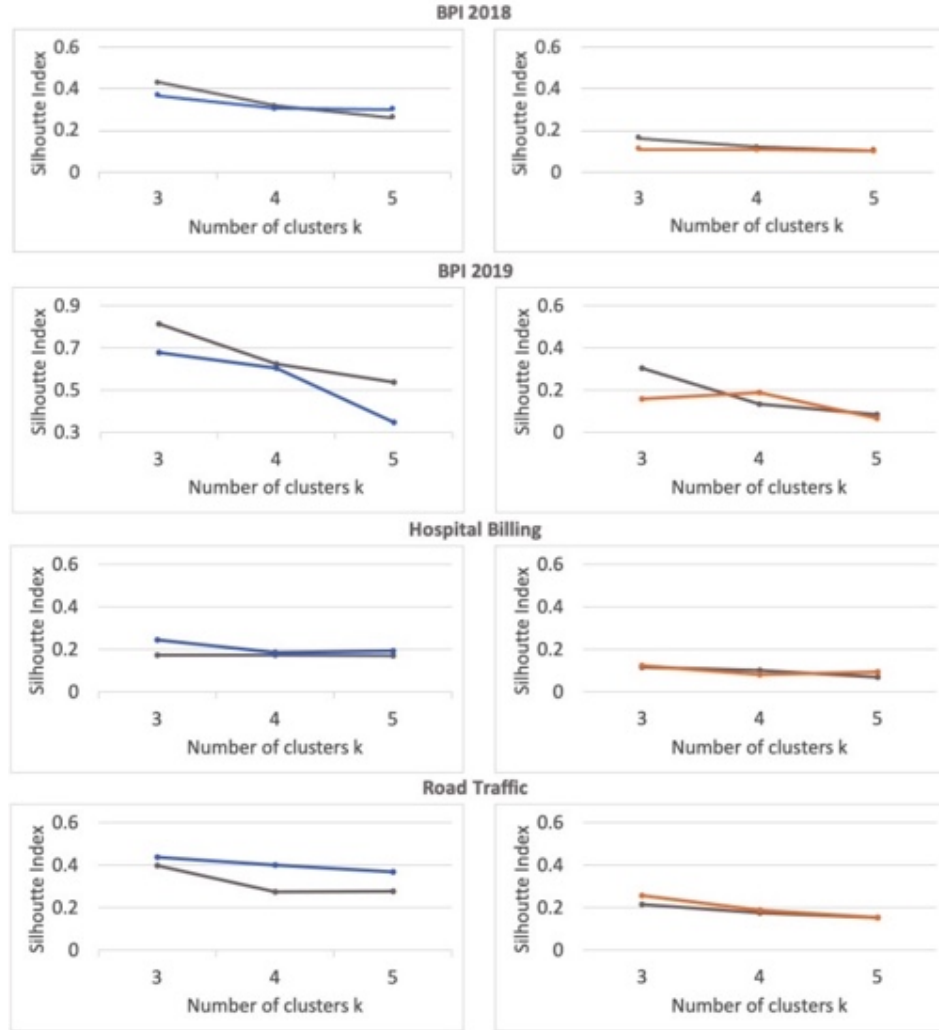 BPI 2018
Silhoutte Index
0.6
0.4
0.2
0
3 4 5
Number of clusters k
Silhoutte Index
0.6
0.4
0.2
0
3 4 5
Number of clusters k
BPI 2019
Silhoutte Index
0.9
0.7
0.5
0.3
3 4 5
Number of clusters k
Silhoutte Index
0.6
0.4
0.2
0
3 4 5
Number of clusters k
Hospital Billing
Silhoutte Index
0.6
0.4
0.2
0
3 4 5
Number of clusters k
Silhoutte Index
0.6
0.4
0.2
0
3 4 5
Number of clusters k
Road Traffic
Silhoutte Index
0.6
0.4
0.2
0
3 4 5
Number of clusters k
Silhoutte Index
0.6
0.4
0.2
0
3 4 5
Number of clusters k